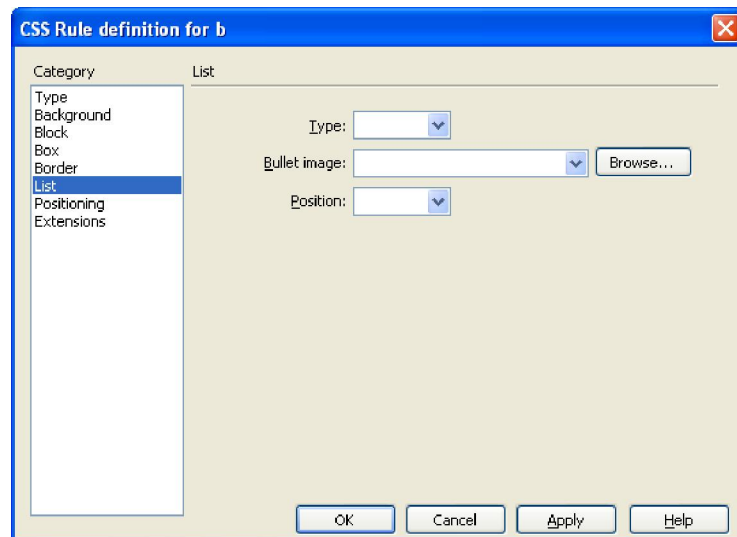 CSS Rule definition for b
Category
List
Type
Background
Block
Box
Border
List
Positioning
Extensions
Type:
Bullet image:
Browse...
Position:
OK
Cancel
Apply
Help